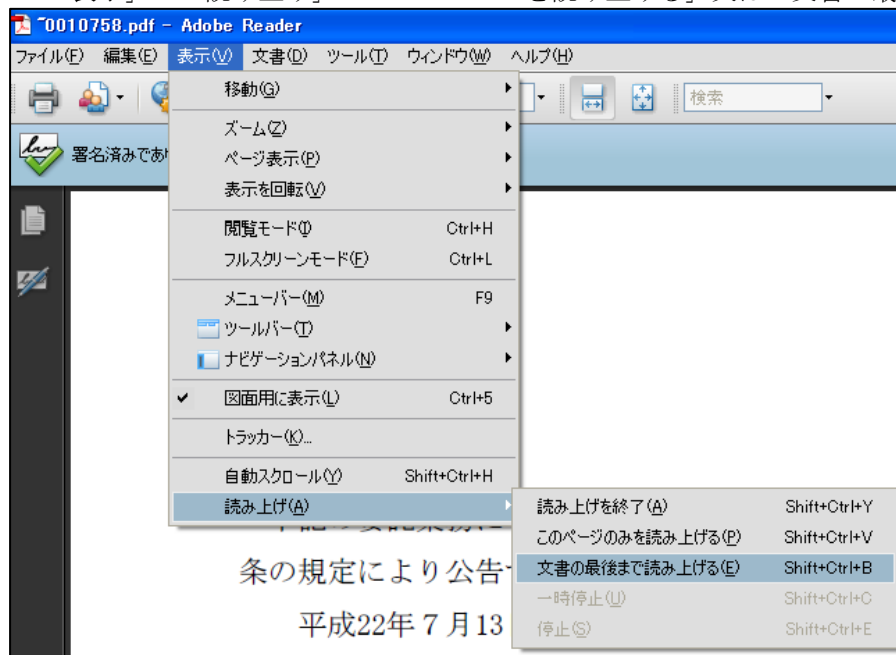 ~0010758.pdf - Adobe Reader
ファイル(F) 編集(E) 表示(V) 文書(D) ツール(T) ウィンドウ(W) ヘルプ(H)
検索
署名済みであ
移動(G)
ズーム(Z)
ページ表示(P)
表示を回転(V)
閲覧モード(I) Ctrl+H
フルスクリーンモード(F) Ctrl+L
メニューバー(M) F9
ツールバー(T)
ナビゲーションパネル(N)
図面用に表示(L) Ctrl+5
トラッカー(K)...
自動スクロール(Y) Shift+Ctrl+H
読み上げ(A)
読み上げを終了(A) Shift+Ctrl+Y
このページのみを読み上げる(P) Shift+Ctrl+V
文書の最後まで読み上げる(E) Shift+Ctrl+B
一時停止(U) Shift+Ctrl+C
停止(S) Shift+Ctrl+E
条の規定により公告
平成22年7月13